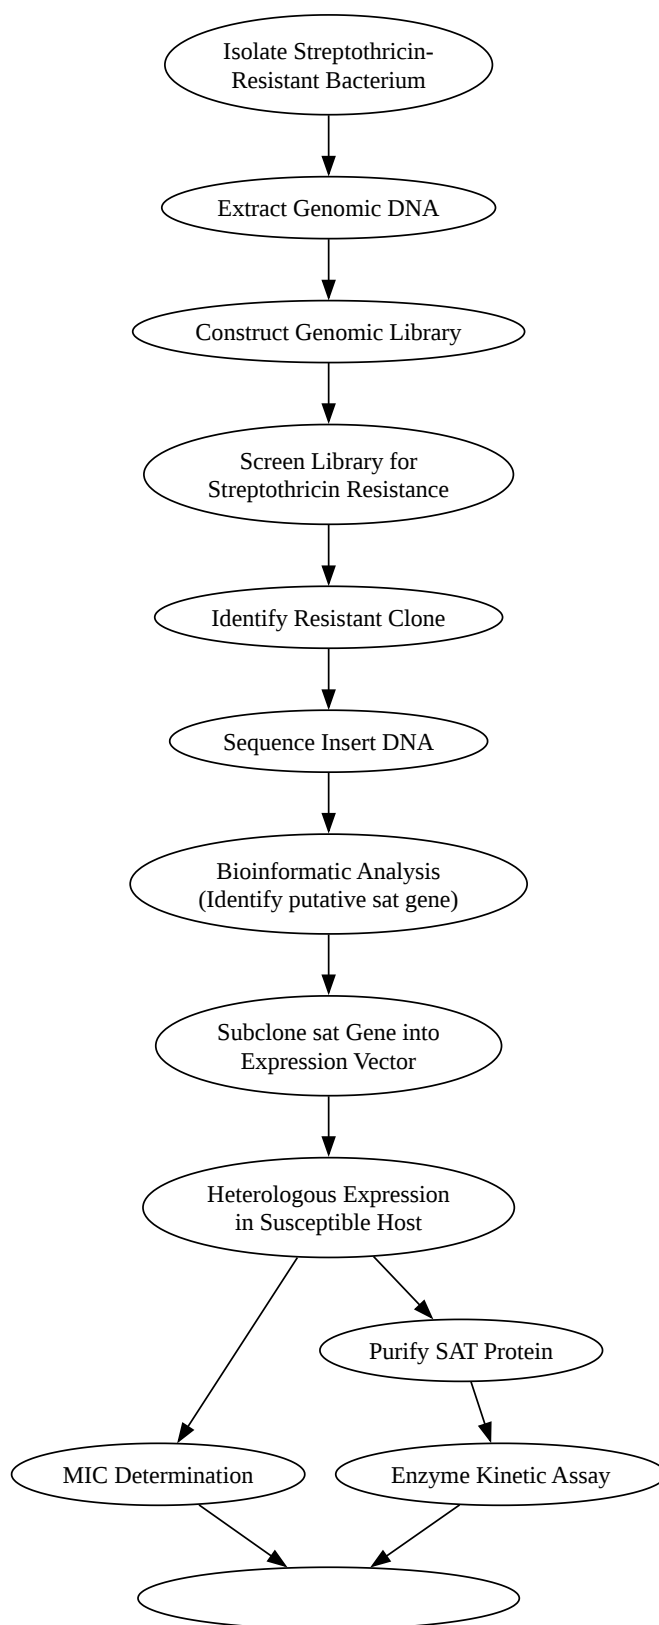 Isolate Streptothricin-
Resistant Bacterium
Extract Genomic DNA
Construct Genomic Library
Screen Library for
Streptothricin Resistance
Identify Resistant Clone
Sequence Insert DNA
Bioinformatic Analysis
(Identify putative sat gene)
Subclone sat Gene into
Expression Vector
Heterologous Expression
in Susceptible Host
Purify SAT Protein
MIC Determination
Enzyme Kinetic Assay